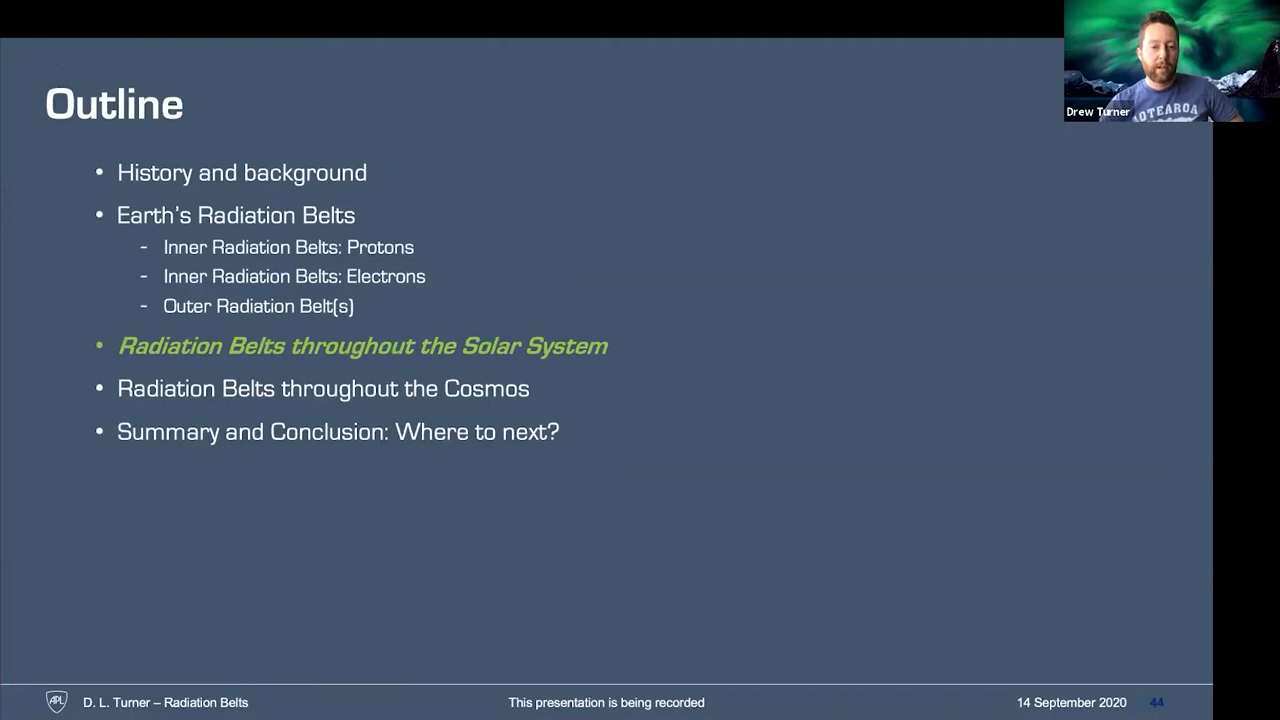 Outline
• History and background
• Earth's Radiation Belts
- Inner Radiation Belts: Protons
- Inner Radiation Belts: Electrons
- Outer Radiation Belt(s)
• Radiation Belts throughout the Solar System
• Radiation Belts throughout the Cosmos
• Summary and Conclusion: Where to next?
AOTEAROA
Drew Turner
APL
D. L. Turner – Radiation Belts
This presentation is being recorded
14 September 2020
44